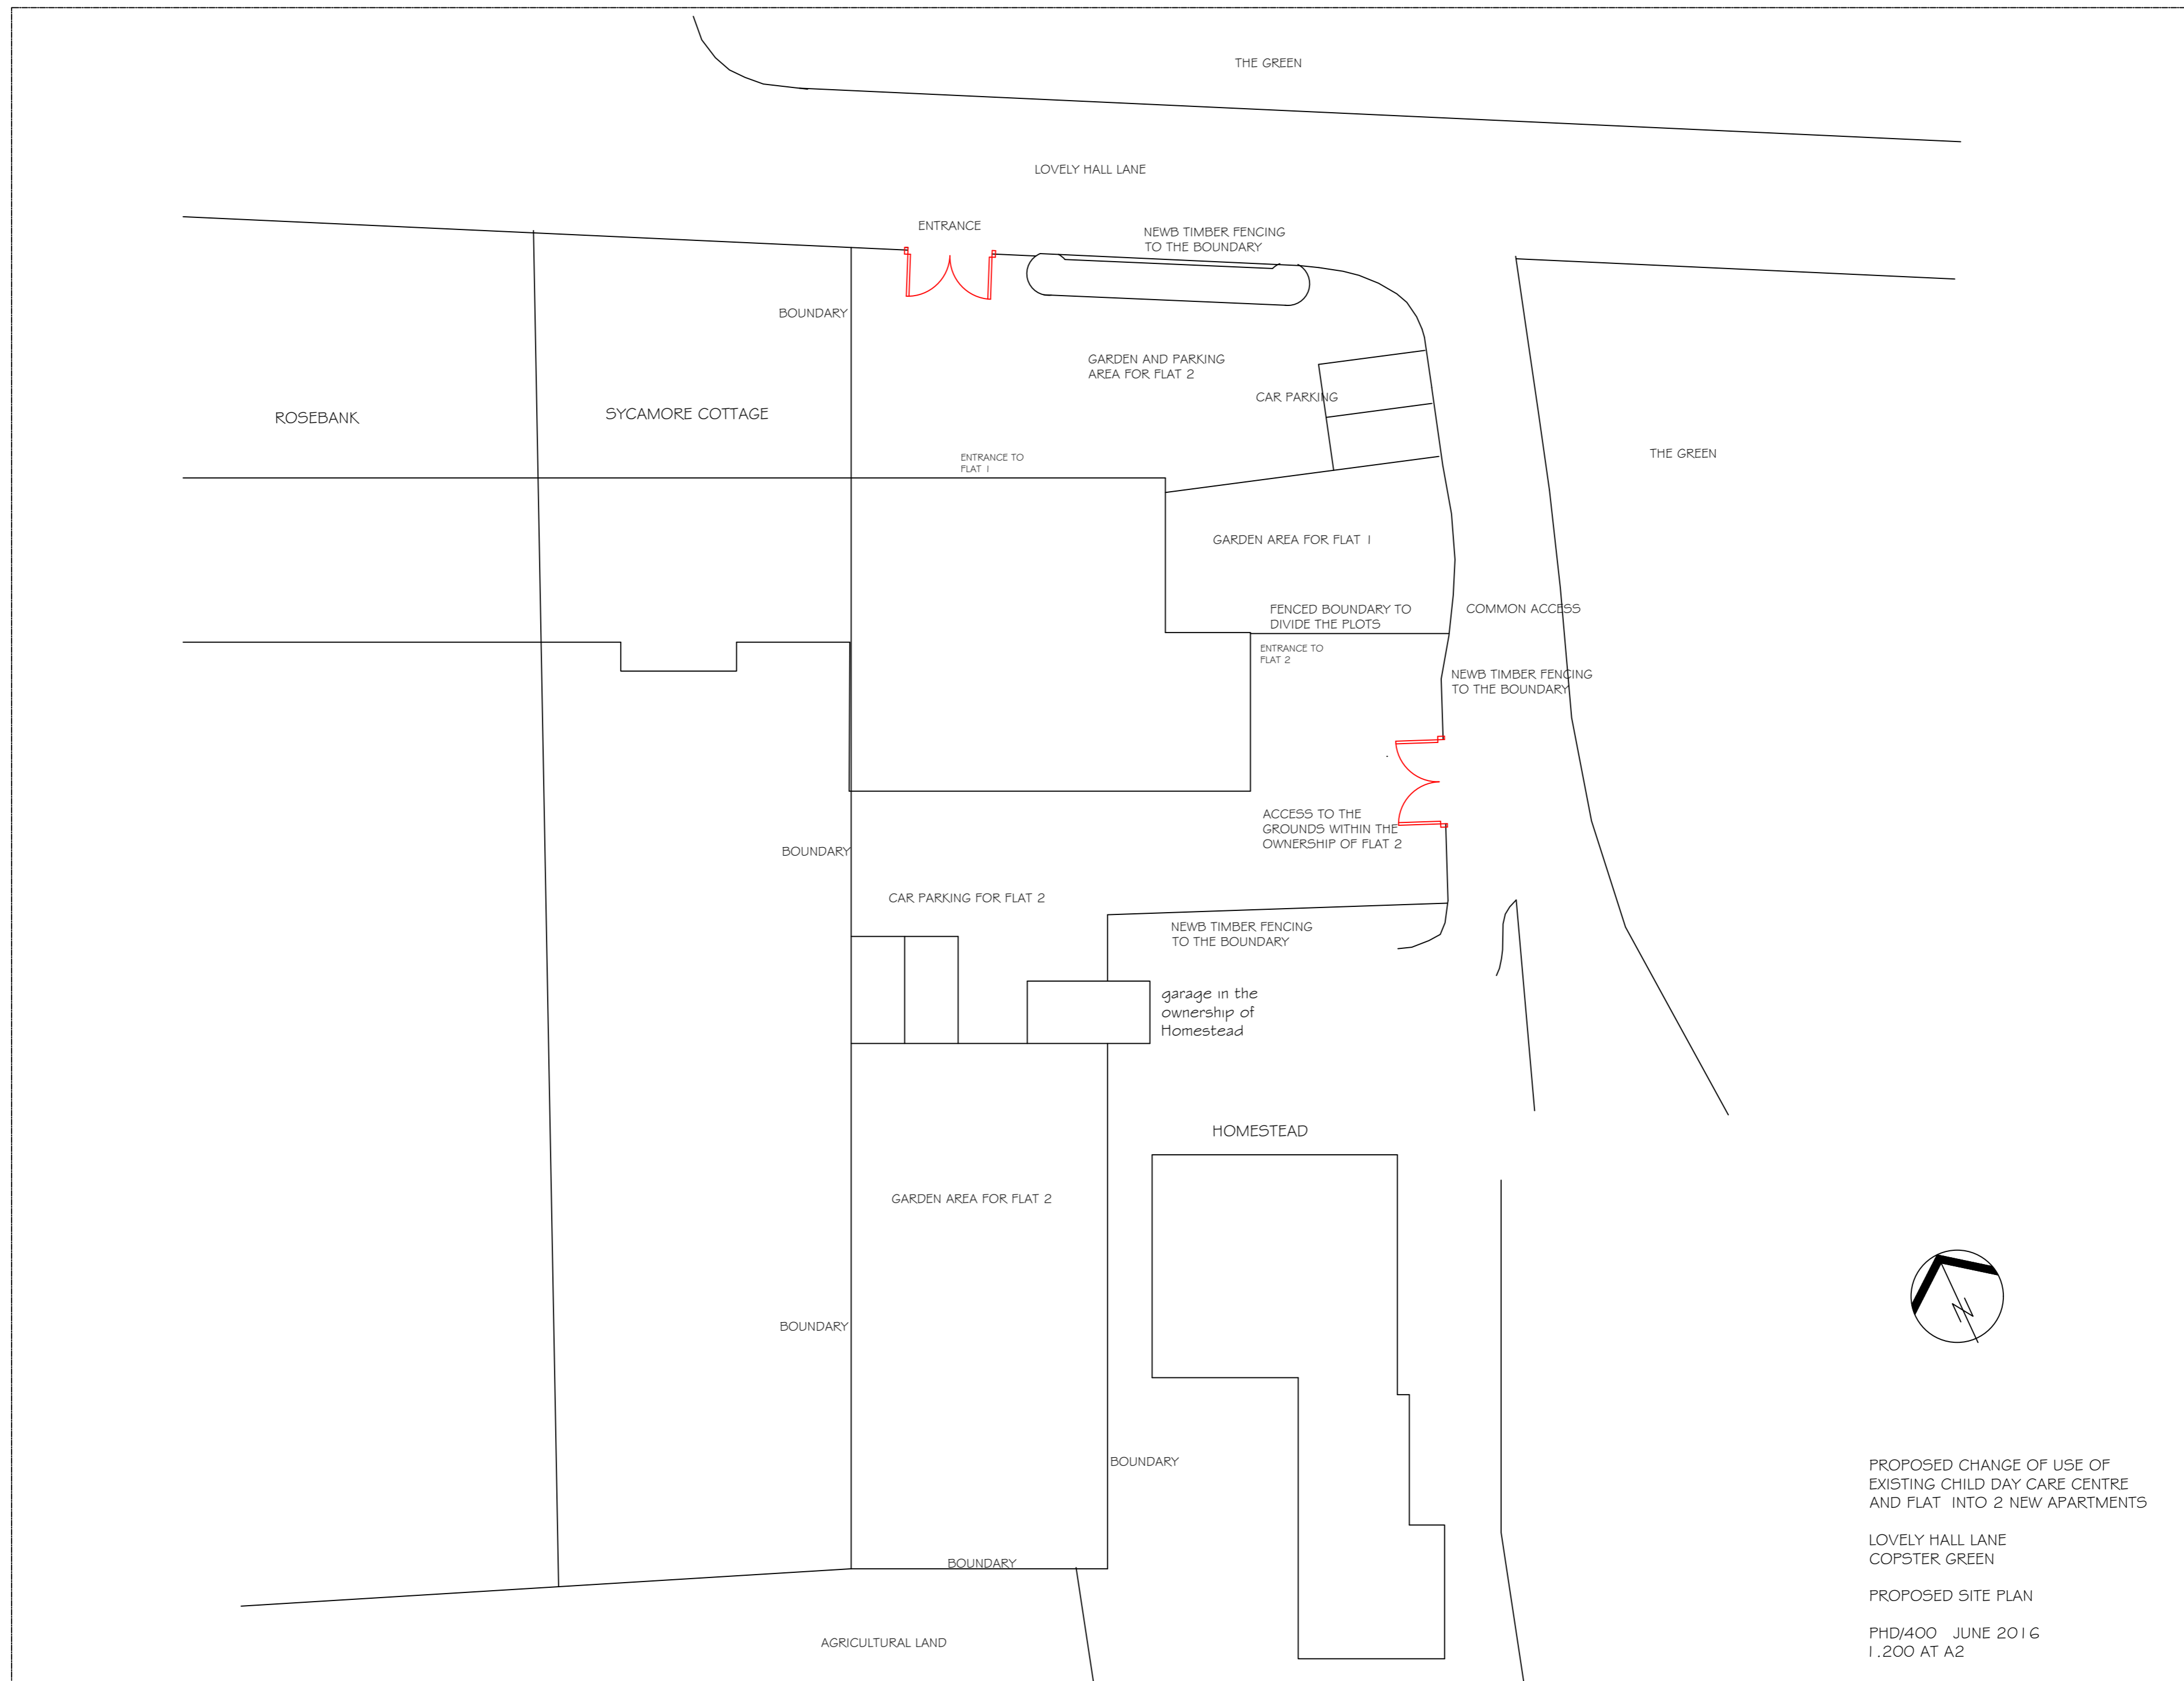 THE GREEN
LOVELY HALL LANE
ENTRANCE
NEWB TIMBER FENCING
TO THE BOUNDARY
BOUNDARY
GARDEN AND PARKING
AREA FOR FLAT 2
CAR PARKING
ROSEBANK
SYCAMORE COTTAGE
ENTRANCE TO
FLAT 1
THE GREEN
GARDEN AREA FOR FLAT 1
FENCED BOUNDARY TO
DIVIDE THE PLOTS
COMMON ACCESS
ENTRANCE TO
FLAT 2
NEWB TIMBER FENCING
TO THE BOUNDARY
ACCESS TO THE
GROUNDS WITHIN THE
OWNERSHIP OF FLAT 2
BOUNDARY
CAR PARKING FOR FLAT 2
NEWB TIMBER FENCING
TO THE BOUNDARY
garage in the
ownership of
Homestead
HOMESTEAD
GARDEN AREA FOR FLAT 2
BOUNDARY
BOUNDARY
BOUNDARY
AGRICULTURAL LAND
N
PROPOSED CHANGE OF USE OF
EXISTING CHILD DAY CARE CENTRE
AND FLAT INTO 2 NEW APARTMENTS
LOVELY HALL LANE
COPSTER GREEN
PROPOSED SITE PLAN
PHD/400 JUNE 2016
1.200 AT A2